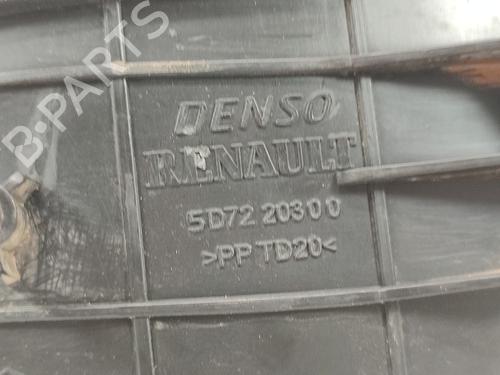 B-PARTS
DENSO
RENAULT
5D72 20300
>PP TD20<